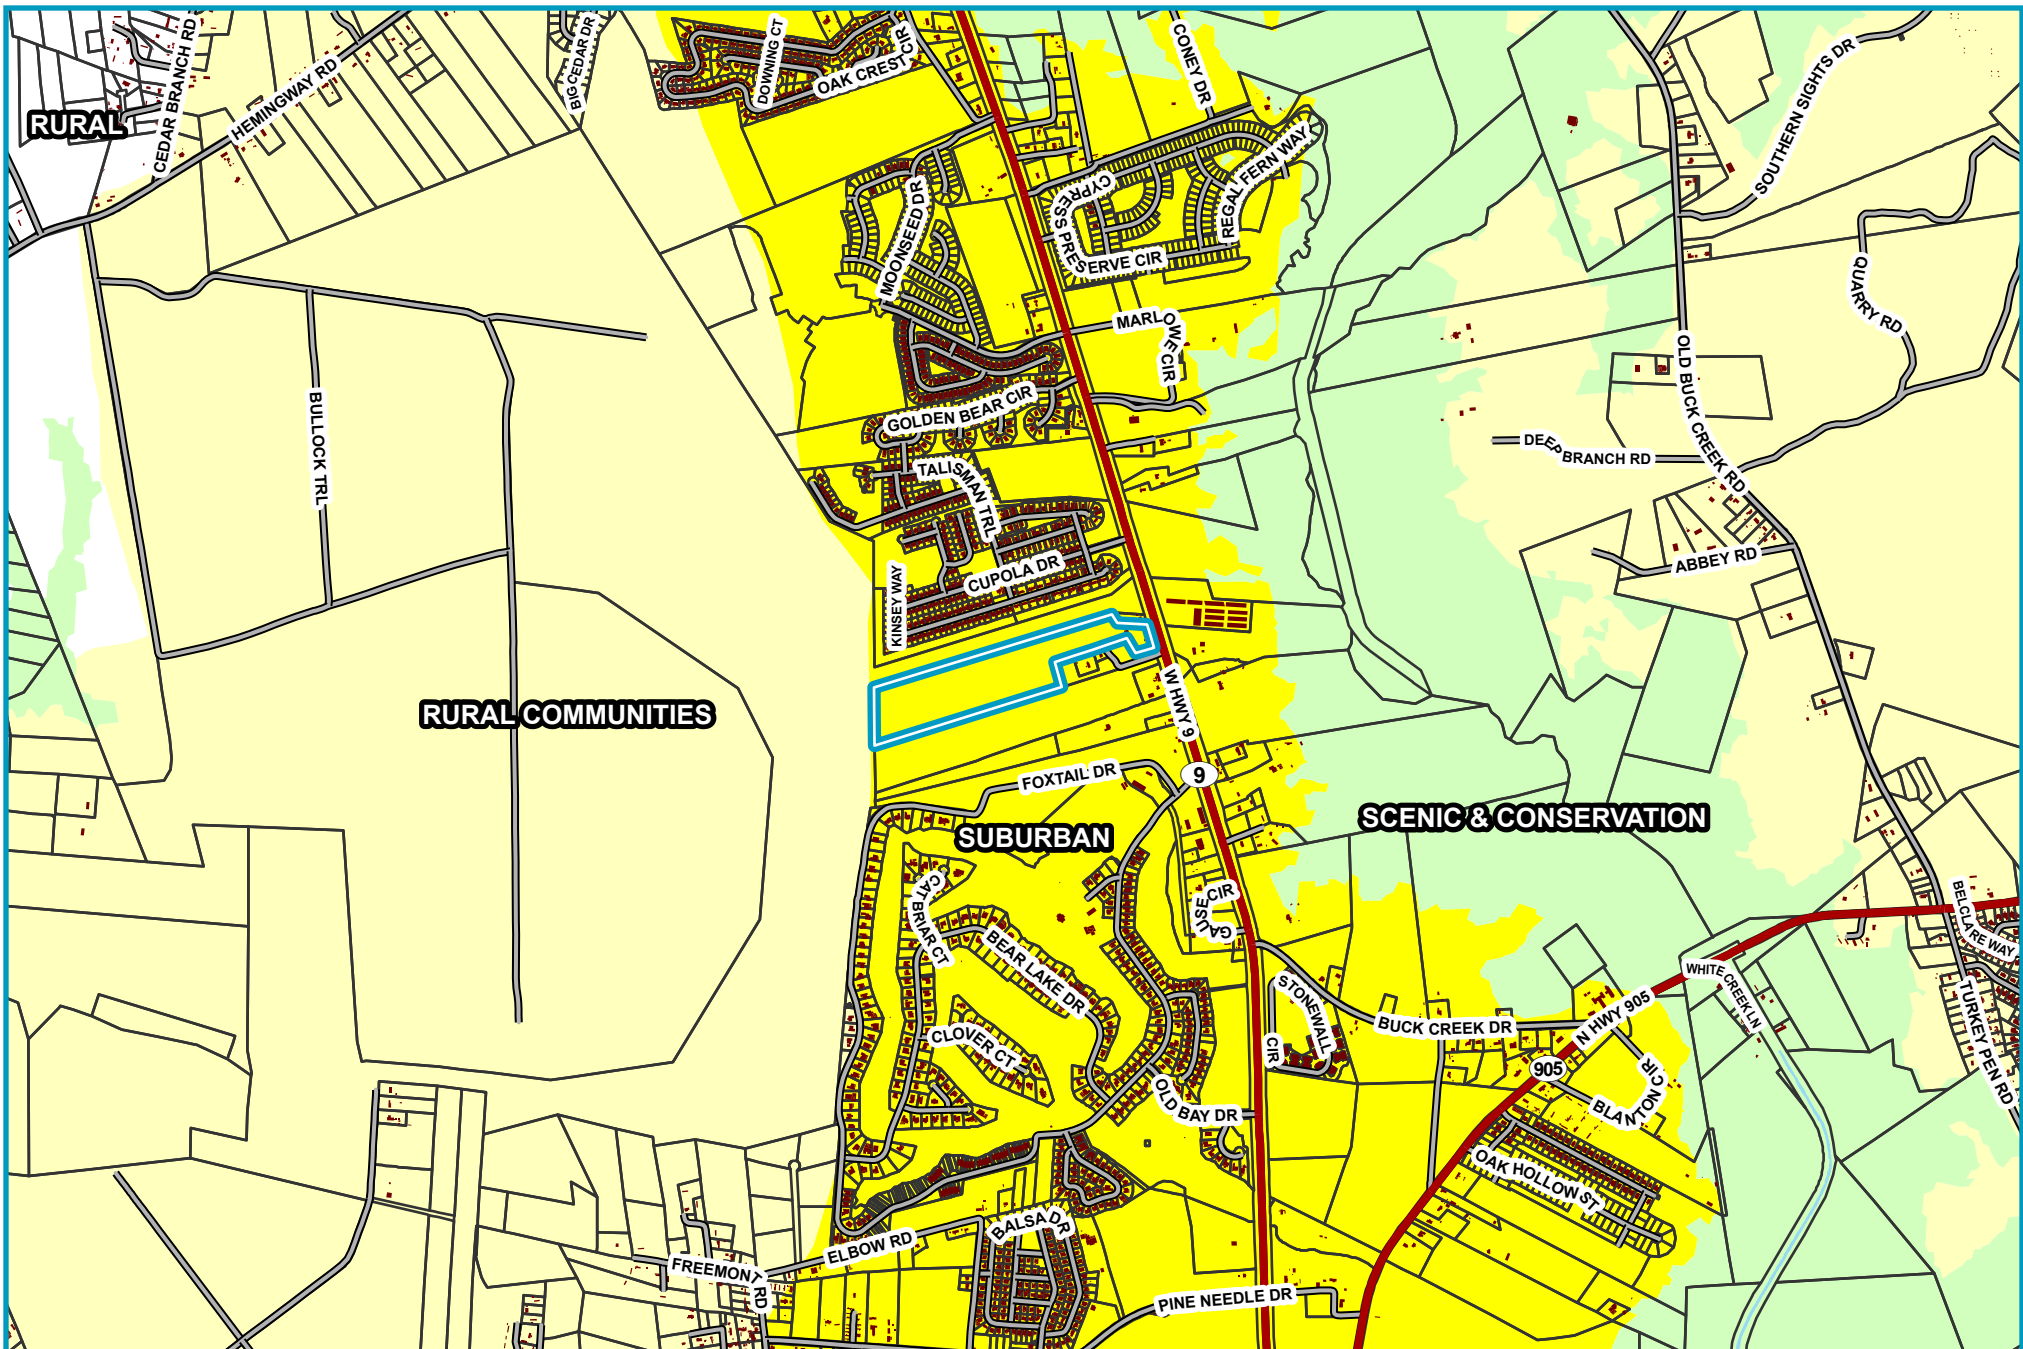 CEDAR BRANCH RD
HEMINGWAY RD
BIG CEDAR DR
DOWNING CT
OAK CREST CIR
CONEY DR
SOUTHERN SIGHTS DR
RURAL
MOONSEED DR
CYPRESS PRESERVE CIR
REGAL FERN WAY
QUARRY RD
MARLOWE CIR
OLD BUCK CREEK RD
BULLOCK TRL
GOLDEN BEAR CIR
TALISMAN TRL
DEEP BRANCH RD
ABBEY RD
CUPOLA DR
KINSEY WAY
RURAL COMMUNITIES
W HWY 9
9
FOXTAIL DR
SUBURBAN
SCENIC & CONSERVATION
CATBRIAR CT
GAUSE CIR
BEAR LAKE DR
BELCLARE WAY
WHITE CREEK LN
TURKEY PEN RD
STONEWALL CIR
BUCK CREEK DR
N HWY 905
905
CLOVER CT
BLANTON CIR
OLD BAY DR
OAK HOLLOW ST
BALSA DR
ELBOW RD
FREEMONT RD
PINE NEEDLE DR